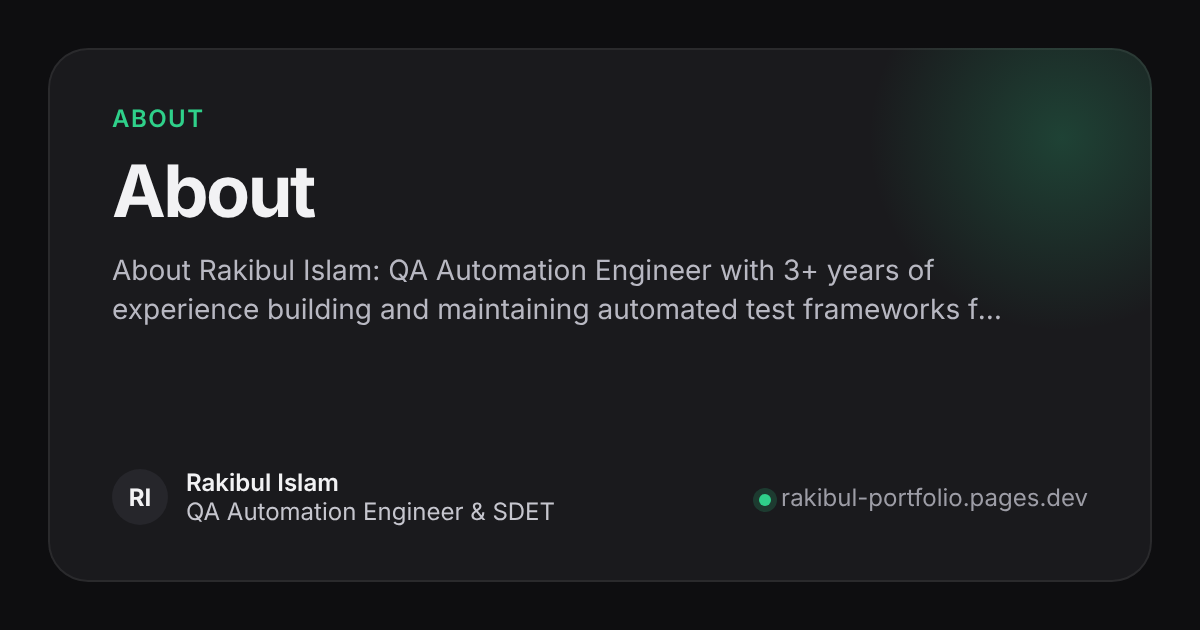 ABOUT
About
About Rakibul Islam: QA Automation Engineer with 3+ years of
experience building and maintaining automated test frameworks f...
RI
Rakibul Islam
QA Automation Engineer & SDET
rakibul-portfolio.pages.dev